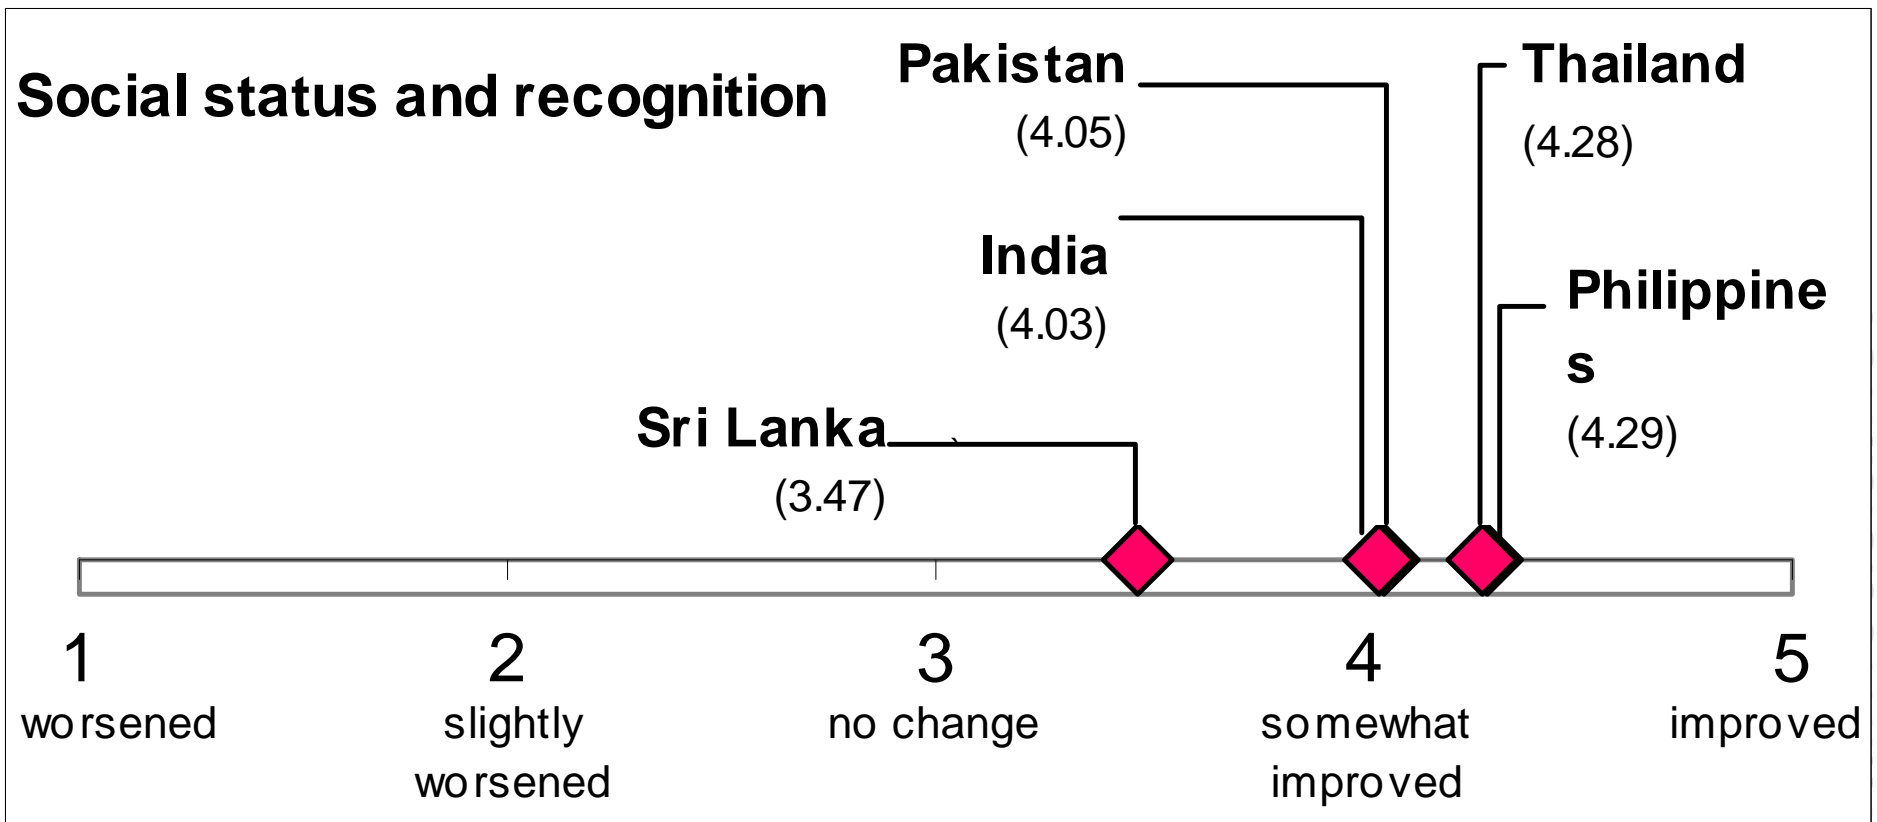 Social status and recognition
Pakistan
(4.05)
Thailand
(4.28)
India
(4.03)
Philippine
s
(4.29)
Sri Lanka
(3.47)
1
worsened
2
slightly
worsened
3
no change
4
somewhat
improved
5
improved